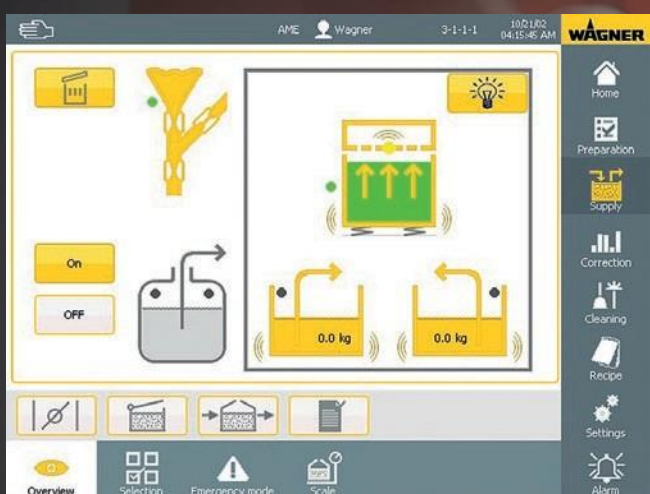 AME
Wagner
3-1-1-1
10/21/02
04:15:45 AM
WAGNER
Home
Preparation
Supply
Correction
Cleaning
Recipe
Settings
Alarm
On
OFF
0.0 kg
0.0 kg
Overview
Selection
Emergency mode
Scale